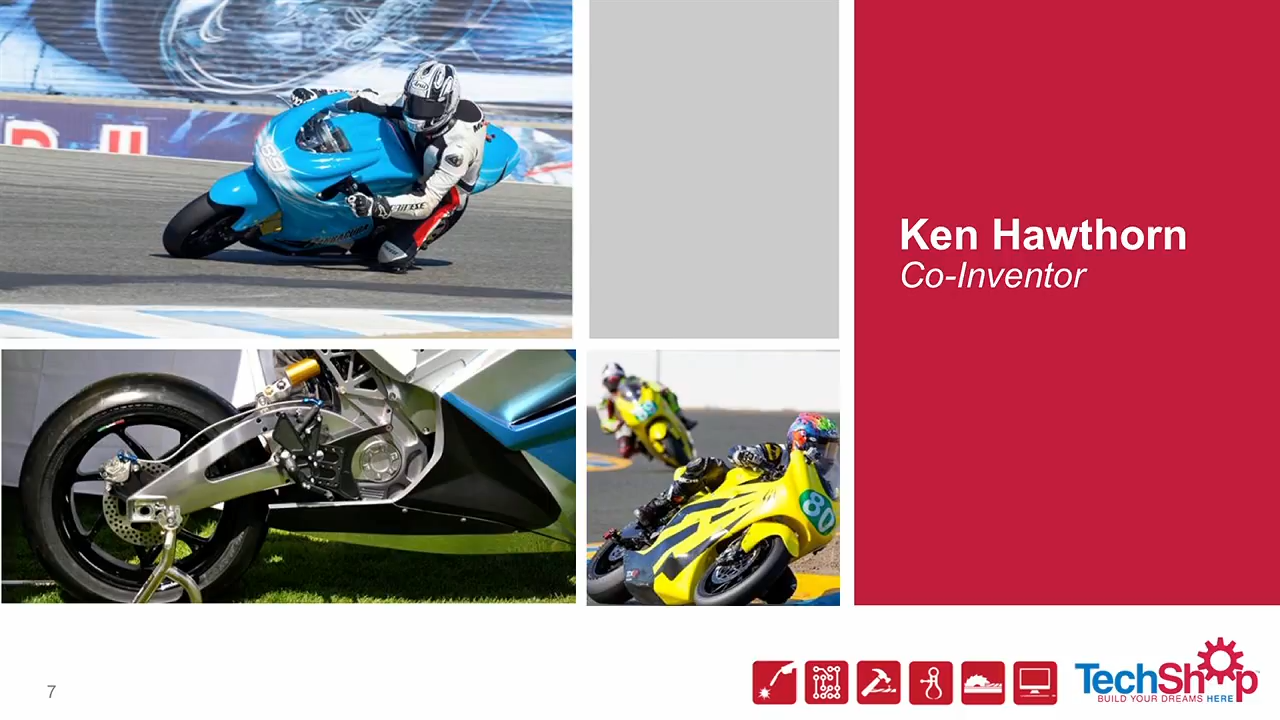 Ken Hawthorn
Co-Inventor
80
7
TechShop
BUILD YOUR DREAMS HERE